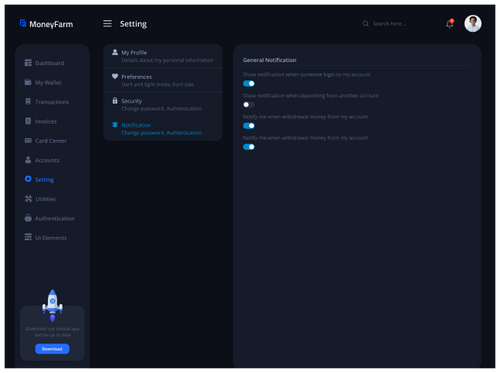 MoneyFarm
Setting
Search here ...
Dashboard
My Wallet
Transactions
Invoices
Card Center
Accounts
Setting
Utilities
Authentication
UI Elements
Download our mobile app
and be up to date
Download
My Profile
Details about my personal information
Preferences
Dark and light mode, Font size
Security
Change password, Authentication
Notification
Change password, Authentication
General Notification
Show notification when someone login to my account
Show notification when depositing from another account
Notify me when withdrawal money from my account
Notify me when withdrawal money from my account